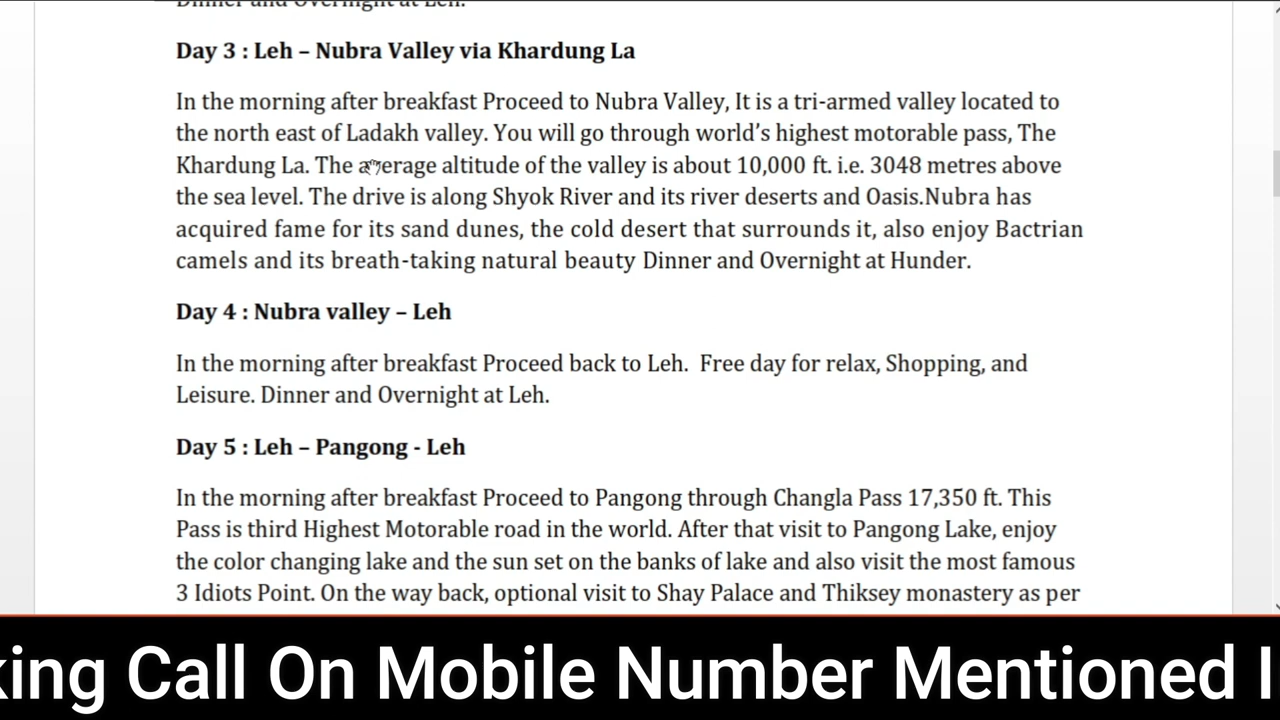 Dinner and Overnight at Leh.
Day 3 : Leh – Nubra Valley via Khardung La
In the morning after breakfast Proceed to Nubra Valley, It is a tri-armed valley located to
the north east of Ladakh valley. You will go through world’s highest motorable pass, The
Khardung La. The average altitude of the valley is about 10,000 ft. i.e. 3048 metres above
the sea level. The drive is along Shyok River and its river deserts and Oasis.Nubra has
acquired fame for its sand dunes, the cold desert that surrounds it, also enjoy Bactrian
camels and its breath-taking natural beauty Dinner and Overnight at Hunder.
Day 4 : Nubra valley – Leh
In the morning after breakfast Proceed back to Leh.  Free day for relax, Shopping, and
Leisure. Dinner and Overnight at Leh.
Day 5 : Leh – Pangong - Leh
In the morning after breakfast Proceed to Pangong through Changla Pass 17,350 ft. This
Pass is third Highest Motorable road in the world. After that visit to Pangong Lake, enjoy
the color changing lake and the sun set on the banks of lake and also visit the most famous
3 Idiots Point. On the way back, optional visit to Shay Palace and Thiksey monastery as per
king Call On Mobile Number Mentioned I